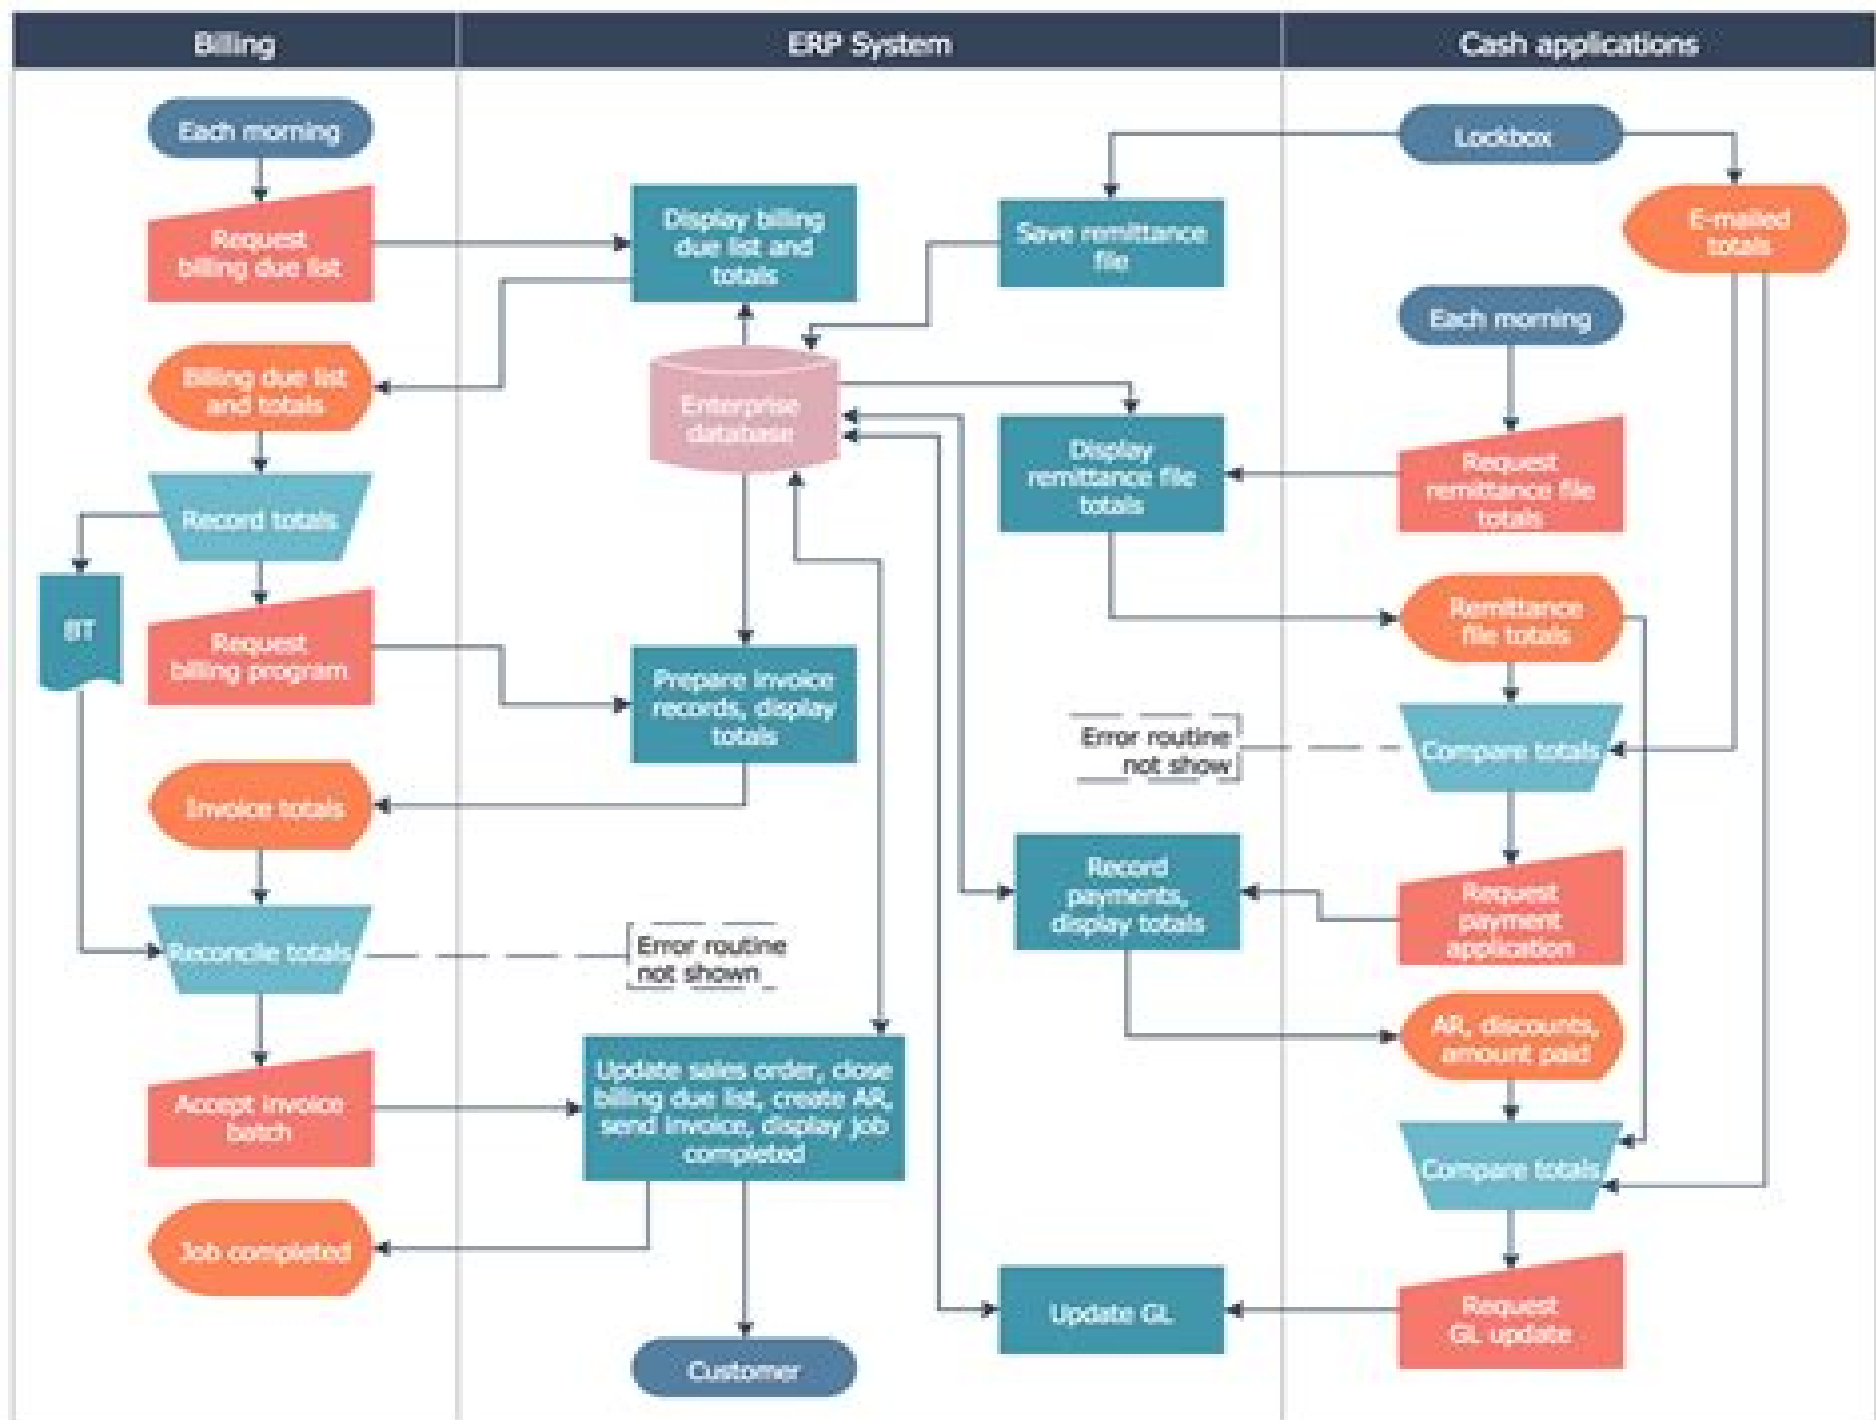 Billing
ERP System
Cash applications
Each morning
Request
billing due list
Billing due list
and totals
Record totals
BT
Request
billing program
Invoice totals
Reconcile totals
Accept invoice
batch
Job completed
Display billing
due list and
totals
Save remittance
file
Enterprise
database
Display
remittance file
totals
Prepare invoice
records, display
totals
Error routine
not show
Record
payments,
display totals
Error routine
not shown
Update sales order, close
billing due list, create AR,
send invoice, display job
completed
Update GL
Customer
Lockbox
E-mailed
totals
Each morning
Request
remittance file
totals
Remittance
file totals
Compare totals
Request
payment
application
AR, discounts,
amount paid
Compare totals
Request
GL update